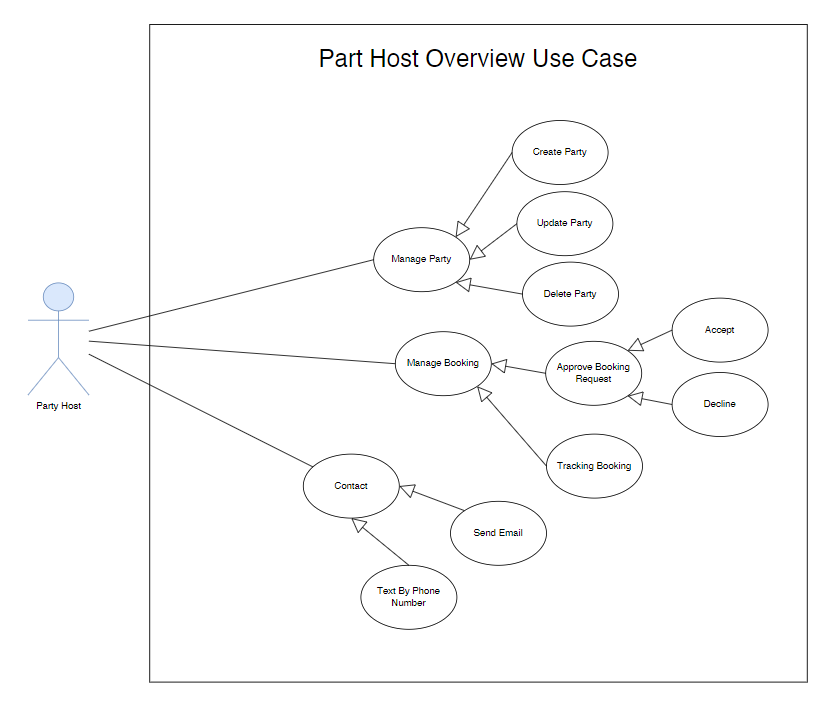 Part Host Overview Use Case
Create Party
Update Party
Manage Party
Delete Party
Accept
Manage Booking
Approve Booking
Request
Decline
Party Host
Tracking Booking
Contact
Send Email
Text By Phone
Number